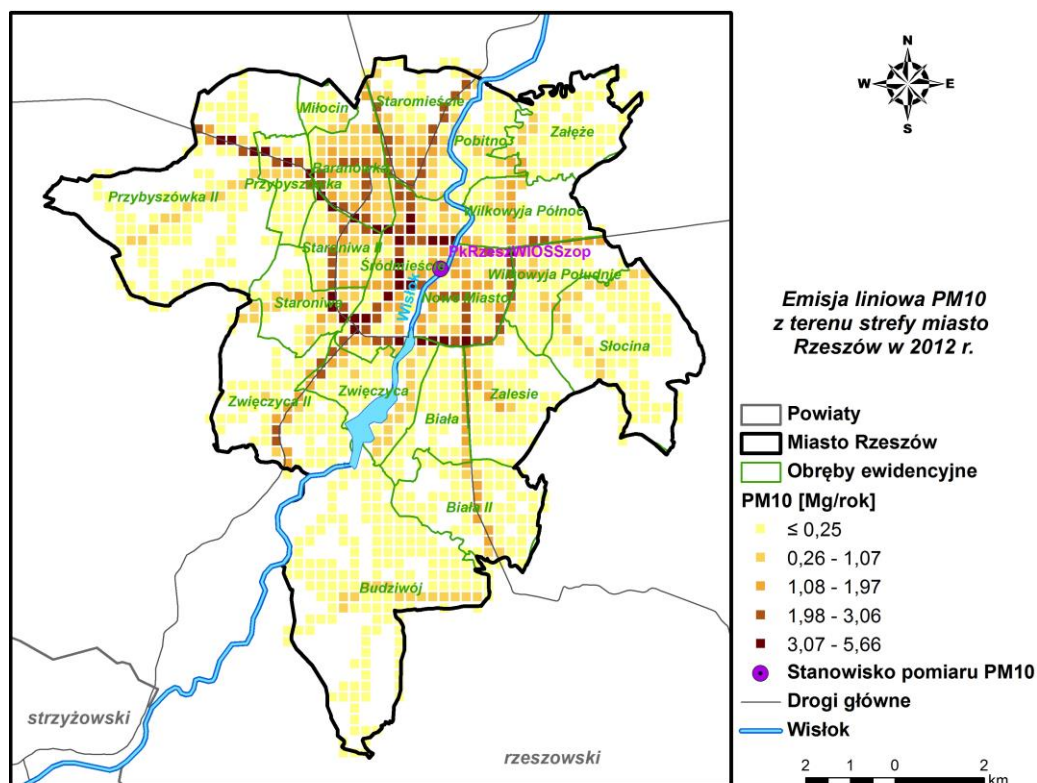 N
W E
S
Miłocin
Staromieście
Pobitno
Załęże
Baranówka
Przybyszówka
Przybyszówka II
Wilkowyja Północ
Staroniwa II
PkRzeszWIOSSzop
Śródmieście
Wilkowyja Południe
Staroniwa
Wisłok
Nowe Miasto
Słocina
Zwięczyca
Zwięczyca II
Zalesie
Biała
Biała II
Budziwój
strzyżowski
rzeszowski
Emisja liniowa PM10
z terenu strefy miasto
Rzeszów w 2012 r.
Powiaty
Miasto Rzeszów
Obręby ewidencyjne
PM10 [Mg/rok]
≤ 0,25
0,26 - 1,07
1,08 - 1,97
1,98 - 3,06
3,07 - 5,66
Stanowisko pomiaru PM10
Drogi główne
Wisłok
2 1 0 2
km